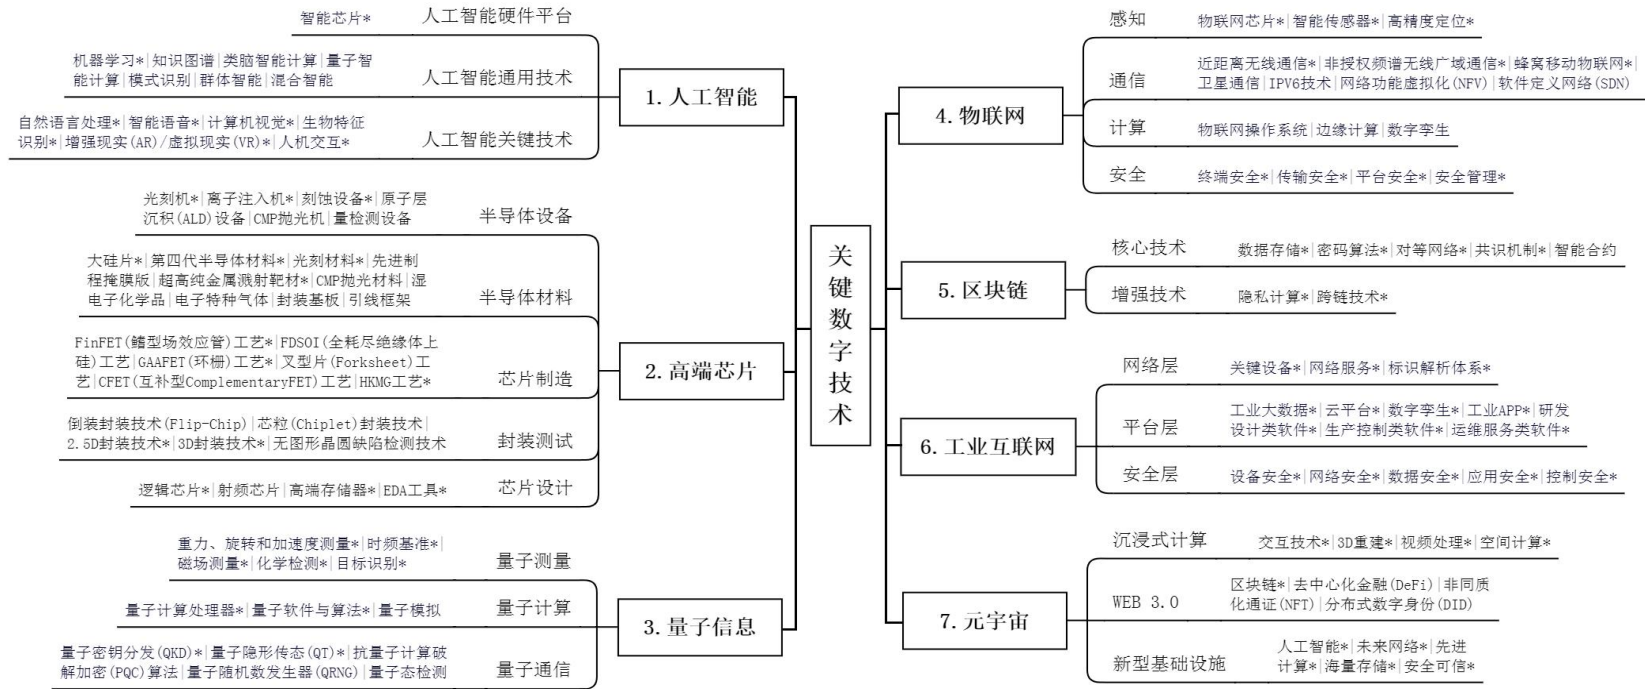 关键数字技术
1.人工智能
人工智能硬件平台
智能芯片*
人工智能通用技术
机器学习*|知识图谱|类脑智能计算|量子智
能计算|模式识别|群体智能|混合智能
人工智能关键技术
自然语言处理*|智能语音*|计算机视觉*|生物特征
识别*|增强现实(AR)/虚拟现实(VR)*|人机交互*
2.高端芯片
半导体设备
光刻机*|离子注入机*|刻蚀设备*|原子层
沉积(ALD)设备|CMP抛光机|量检测设备
半导体材料
大硅片*|第四代半导体材料*|光刻材料*|先进制
程掩膜版|超高纯金属溅射靶材*|CMP抛光材料|湿
电子化学品|电子特种气体|封装基板|引线框架
芯片制造
FinFET(鳍型场效应管)工艺*|FDSOI(全耗尽绝缘体上
硅)工艺|GAAFET(环栅)工艺*|叉型片(Forksheet)工
艺|CFET(互补型ComplementaryFET)工艺|HKMG工艺*
封装测试
倒装封装技术(Flip-Chip)|芯粒(Chiplet)封装技术|
2.5D封装技术*|3D封装技术*|无图形晶圆缺陷检测技术
芯片设计
逻辑芯片*|射频芯片|高端存储器*|EDA工具*
3.量子信息
量子测量
重力、旋转和加速度测量*|时频基准*|
磁场测量*|化学检测*|目标识别*
量子计算
量子计算处理器*|量子软件与算法*|量子模拟
量子通信
量子密钥分发(QKD)*|量子隐形传态(QT)*|抗量子计算破
解加密(PQC)算法|量子随机数发生器(QRNG)|量子态检测
4.物联网
感知
物联网芯片*|智能传感器*|高精度定位*
通信
近距离无线通信*|非授权频谱无线广域通信*|蜂窝移动物联网*|
卫星通信|IPV6技术|网络功能虚拟化(NFV)|软件定义网络(SDN)
计算
物联网操作系统|边缘计算|数字孪生
安全
终端安全*|传输安全*|平台安全*|安全管理*
5.区块链
核心技术
数据存储*|密码算法*|对等网络*|共识机制*|智能合约
增强技术
隐私计算*|跨链技术*
6.工业互联网
网络层
关键设备*|网络服务*|标识解析体系*
平台层
工业大数据*|云平台*|数字孪生*|工业APP*|研发
设计类软件*|生产控制类软件*|运维服务类软件*
安全层
设备安全*|网络安全*|数据安全*|应用安全*|控制安全*
7.元宇宙
沉浸式计算
交互技术*|3D重建*|视频处理*|空间计算*
WEB 3.0
区块链*|去中心化金融(DeFi)|非同质
化通证(NFT)|分布式数字身份(DID)
新型基础设施
人工智能*|未来网络*|先进
计算*|海量存储*|安全可信*